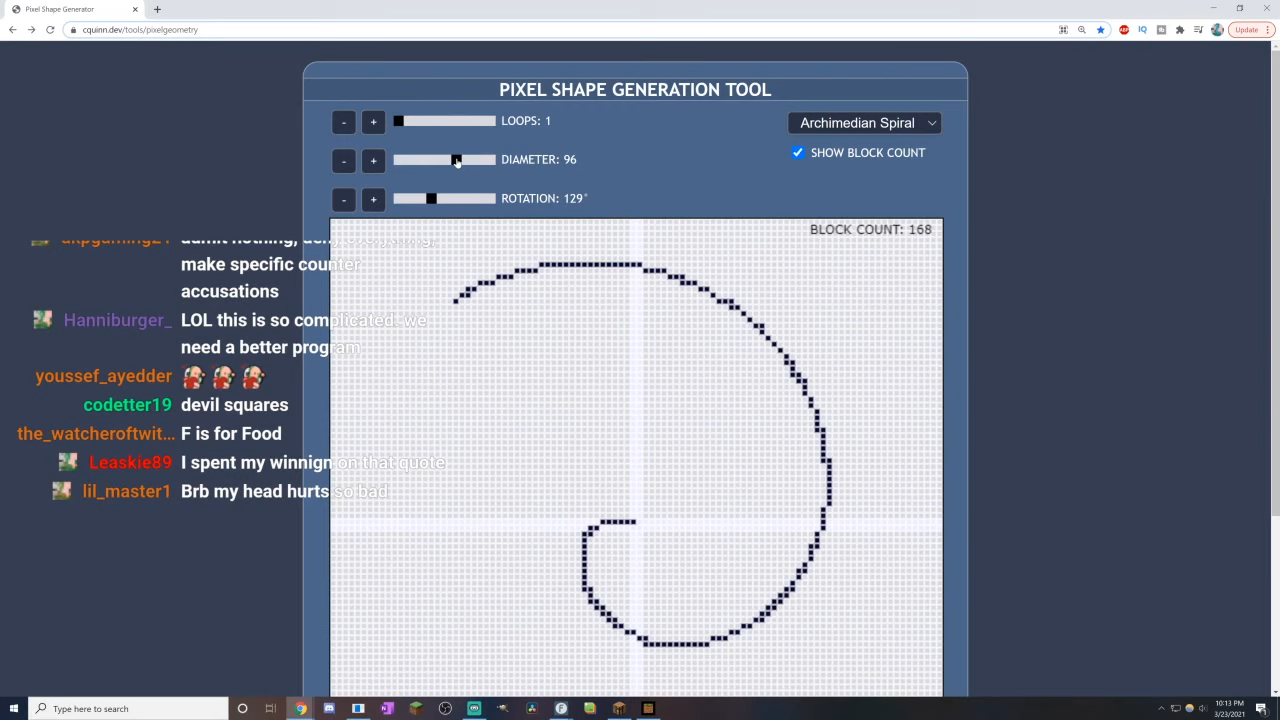 Pixel Shape Generator
cquinn.dev/tools/pixelgeometry
Update
PIXEL SHAPE GENERATION TOOL
- + LOOPS: 1
Archimedian Spiral
- + DIAMETER: 96
SHOW BLOCK COUNT
- + ROTATION: 129°
BLOCK COUNT: 168
make specific counter
accusations
Hanniburger_ LOL this is so complicated. we
need a better program
youssef_ayedder
codetter19 devil squares
the_watcheroftwit... F is for Food
Leaskie89 I spent my winnign on that quote
lil_master1 Brb my head hurts so bad
Type here to search
10:13 PM
3/23/2021